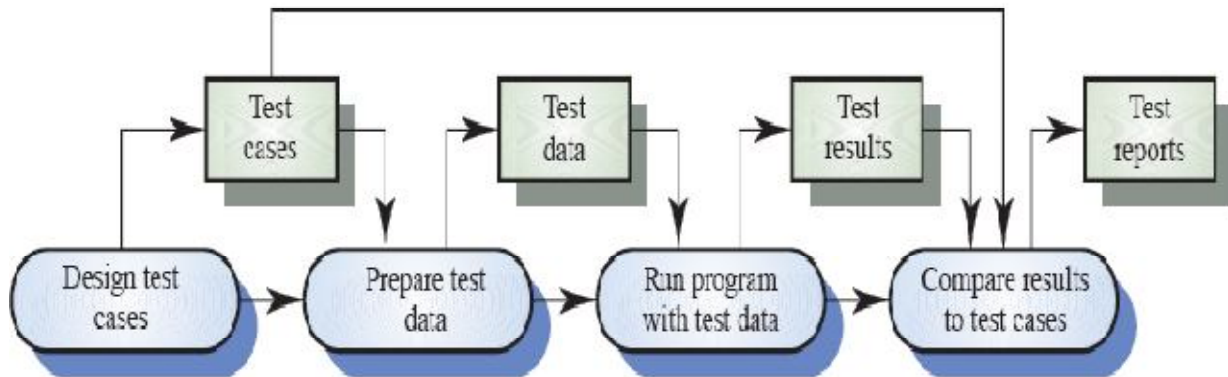 Test
cases
Test
data
Test
results
Test
reports
Design test
cases
Prepare test
data
Run program
with test data
Compare results
to test cases